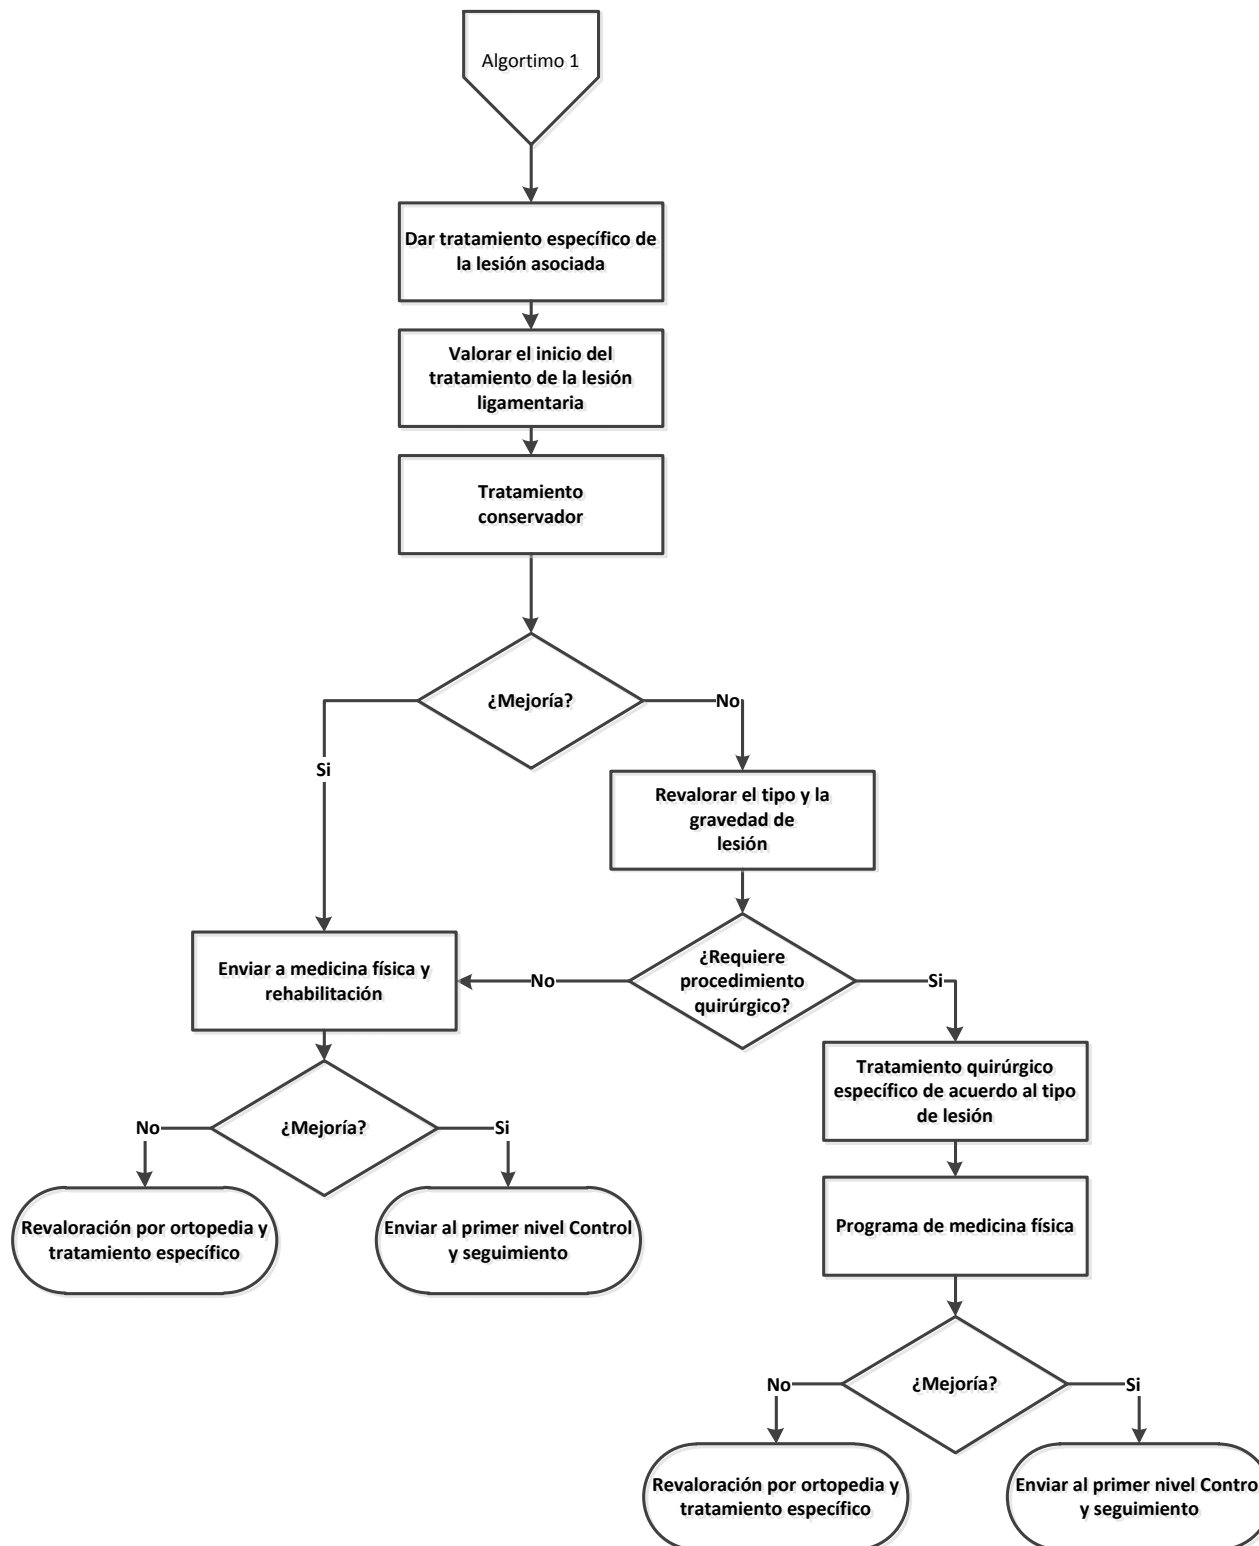 Algortimo 1
Dar tratamiento específico de
la lesión asociada
Valorar el inicio del
tratamiento de la lesión
ligamentaria
Tratamiento
conservador
¿Mejoría?
No
Si
Revalorar el tipo y la
gravedad de
lesión
Enviar a medicina física y
rehabilitación
No
¿Requiere
procedimiento
quirúrgico?
Si
Tratamiento quirúrgico
específico de acuerdo al tipo
de lesión
No
¿Mejoría?
Si
Revaloración por ortopedia y
tratamiento específico
Enviar al primer nivel Control
y seguimiento
Programa de medicina física
No
¿Mejoría?
Si
Revaloración por ortopedia y
tratamiento específico
Enviar al primer nivel Contro
y seguimiento